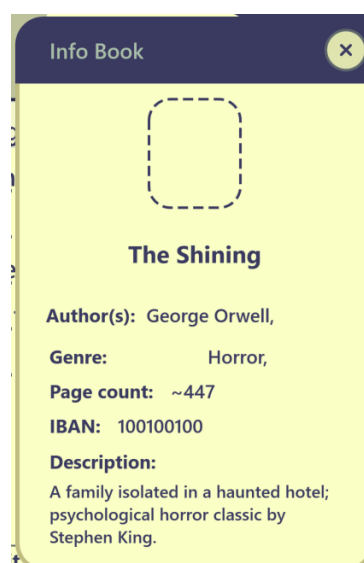 Info Book
The Shining
Author(s): George Orwell,
Genre: Horror,
Page count: ~447
IBAN: 100100100
Description:
A family isolated in a haunted hotel;
psychological horror classic by
Stephen King.